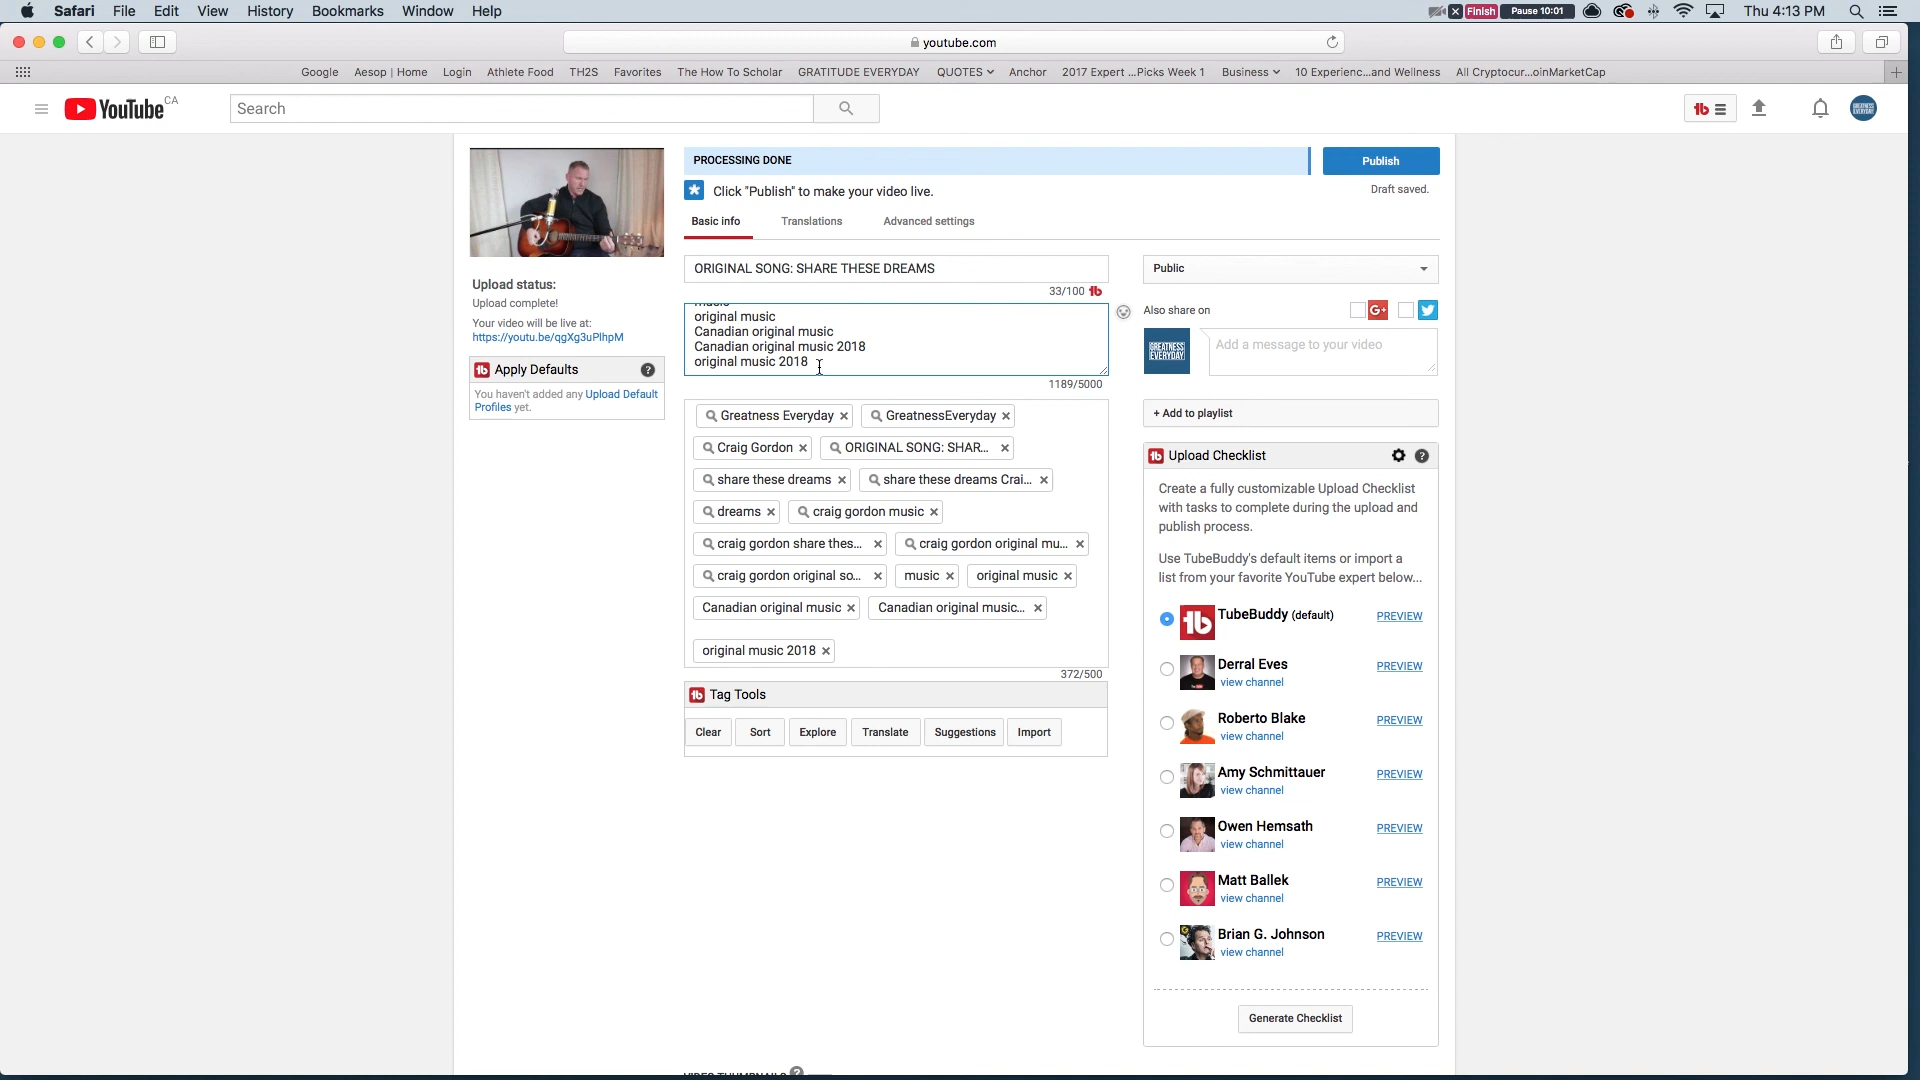 Safari File Edit View History Bookmarks Window Help
Finish Pause 10:01 Thu 4:13 PM
youtube.com
Google Aesop | Home Login Athlete Food TH2S Favorites The How To Scholar GRATITUDE EVERYDAY QUOTES Anchor 2017 Expert ...Picks Week 1 Business 10 Experienc...and Wellness All Cryptocur...oinMarketCap
YouTube CA
Search
PROCESSING DONE
Publish
Click "Publish" to make your video live.
Draft saved.
Basic info Translations Advanced settings
Upload status:
Upload complete!
Your video will be live at:
https://youtu.be/qgXg3uPlhpM
Apply Defaults
You haven't added any Upload Default
Profiles yet.
ORIGINAL SONG: SHARE THESE DREAMS
33/100
music
original music
Canadian original music
Canadian original music 2018
original music 2018
1189/5000
Greatness Everyday GreatnessEveryday
Craig Gordon ORIGINAL SONG: SHAR...
share these dreams share these dreams Crai...
dreams craig gordon music
craig gordon share thes... craig gordon original mu...
craig gordon original so... music original music
Canadian original music Canadian original music...
original music 2018
372/500
Tag Tools
Clear Sort Explore Translate Suggestions Import
Public
Also share on
G+
GREATNESS
EVERYDAY
Add a message to your video
+ Add to playlist
Upload Checklist
Create a fully customizable Upload Checklist
with tasks to complete during the upload and
publish process.
Use TubeBuddy's default items or import a
list from your favorite YouTube expert below...
TubeBuddy (default) PREVIEW
Derral Eves PREVIEW
view channel
Roberto Blake PREVIEW
view channel
Amy Schmittauer PREVIEW
view channel
Owen Hemsath PREVIEW
view channel
Matt Ballek PREVIEW
view channel
Brian G. Johnson PREVIEW
view channel
Generate Checklist
VIDEO THUMBNAILS